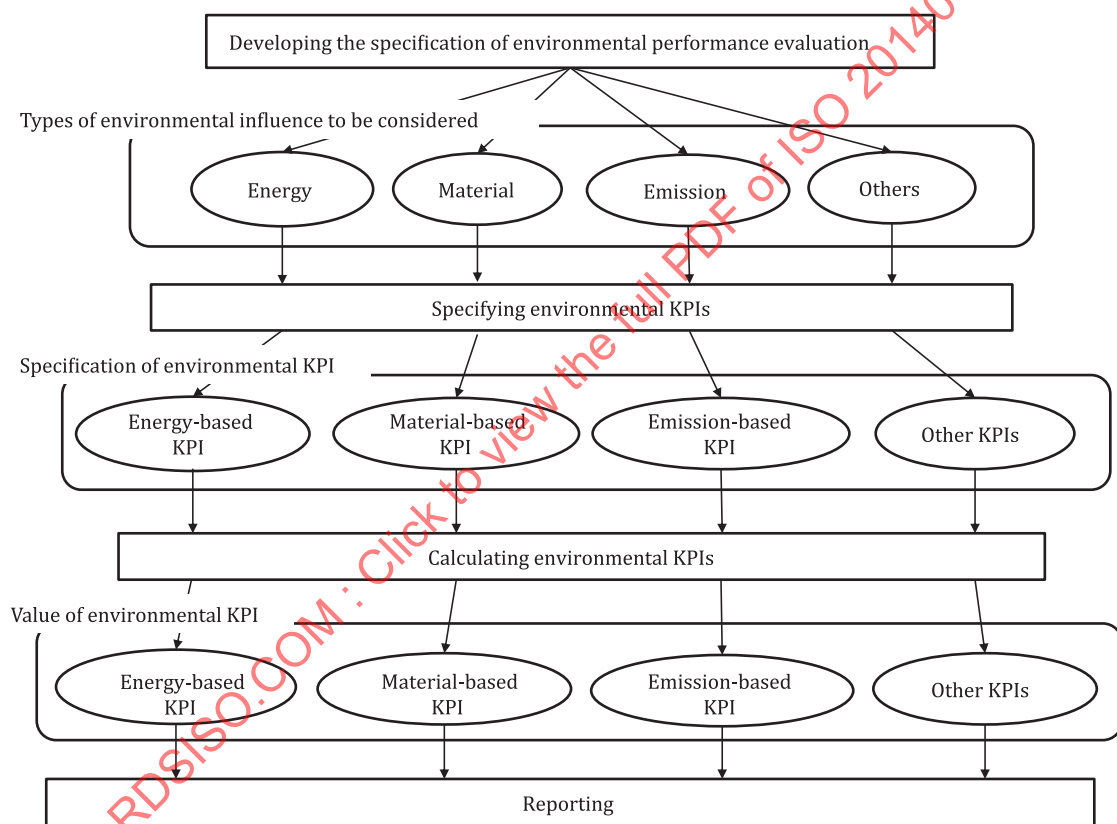 Developing the specification of environmental performance evaluation
Types of environmental influence to be considered
Energy
Material
Emission
Others
Specifying environmental KPIs
Specification of environmental KPI
Energy-based
KPI
Material-based
KPI
Emission-based
KPI
Other KPIs
Calculating environmental KPIs
Value of environmental KPI
Energy-based
KPI
Material-based
KPI
Emission-based
KPI
Other KPIs
Reporting
RDSISO.COM : Click to view the full PDF of ISO 20140